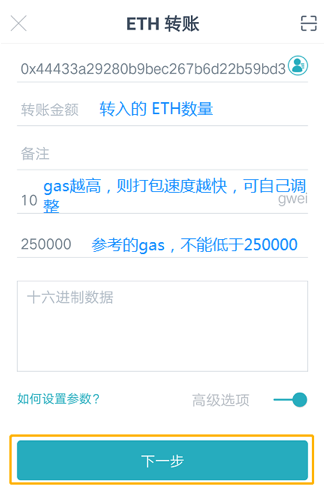 ETH 转账
0x44433a29280b9bec267b6d22b59bd3
转账金额 转入的 ETH数量
备注
gas越高，则打包速度越快，可自己调
10 整 gwei
250000 参考的gas，不能低于250000
十六进制数据
如何设置参数？ 高级选项
下一步